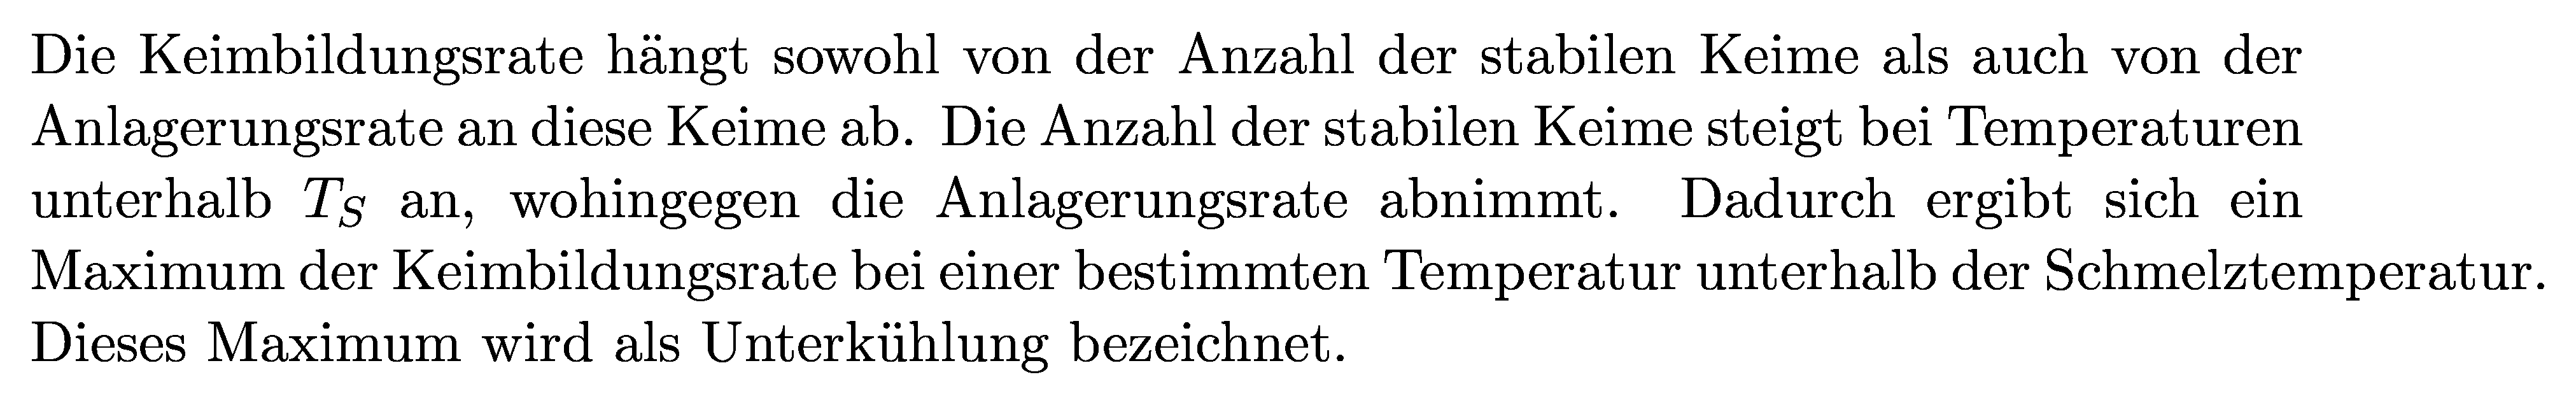 Die Keimbildungsrate hängt sowohl von der Anzahl der stabilen Keime als auch von der
Anlagerungsrate an diese Keime ab. Die Anzahl der stabilen Keime steigt bei Temperaturen
unterhalb $T_S$ an, wohingegen die Anlagerungsrate abnimmt. Dadurch ergibt sich ein
Maximum der Keimbildungsrate bei einer bestimmten Temperatur unterhalb der Schmelztemperatur.
Dieses Maximum wird als Unterkühlung bezeichnet.